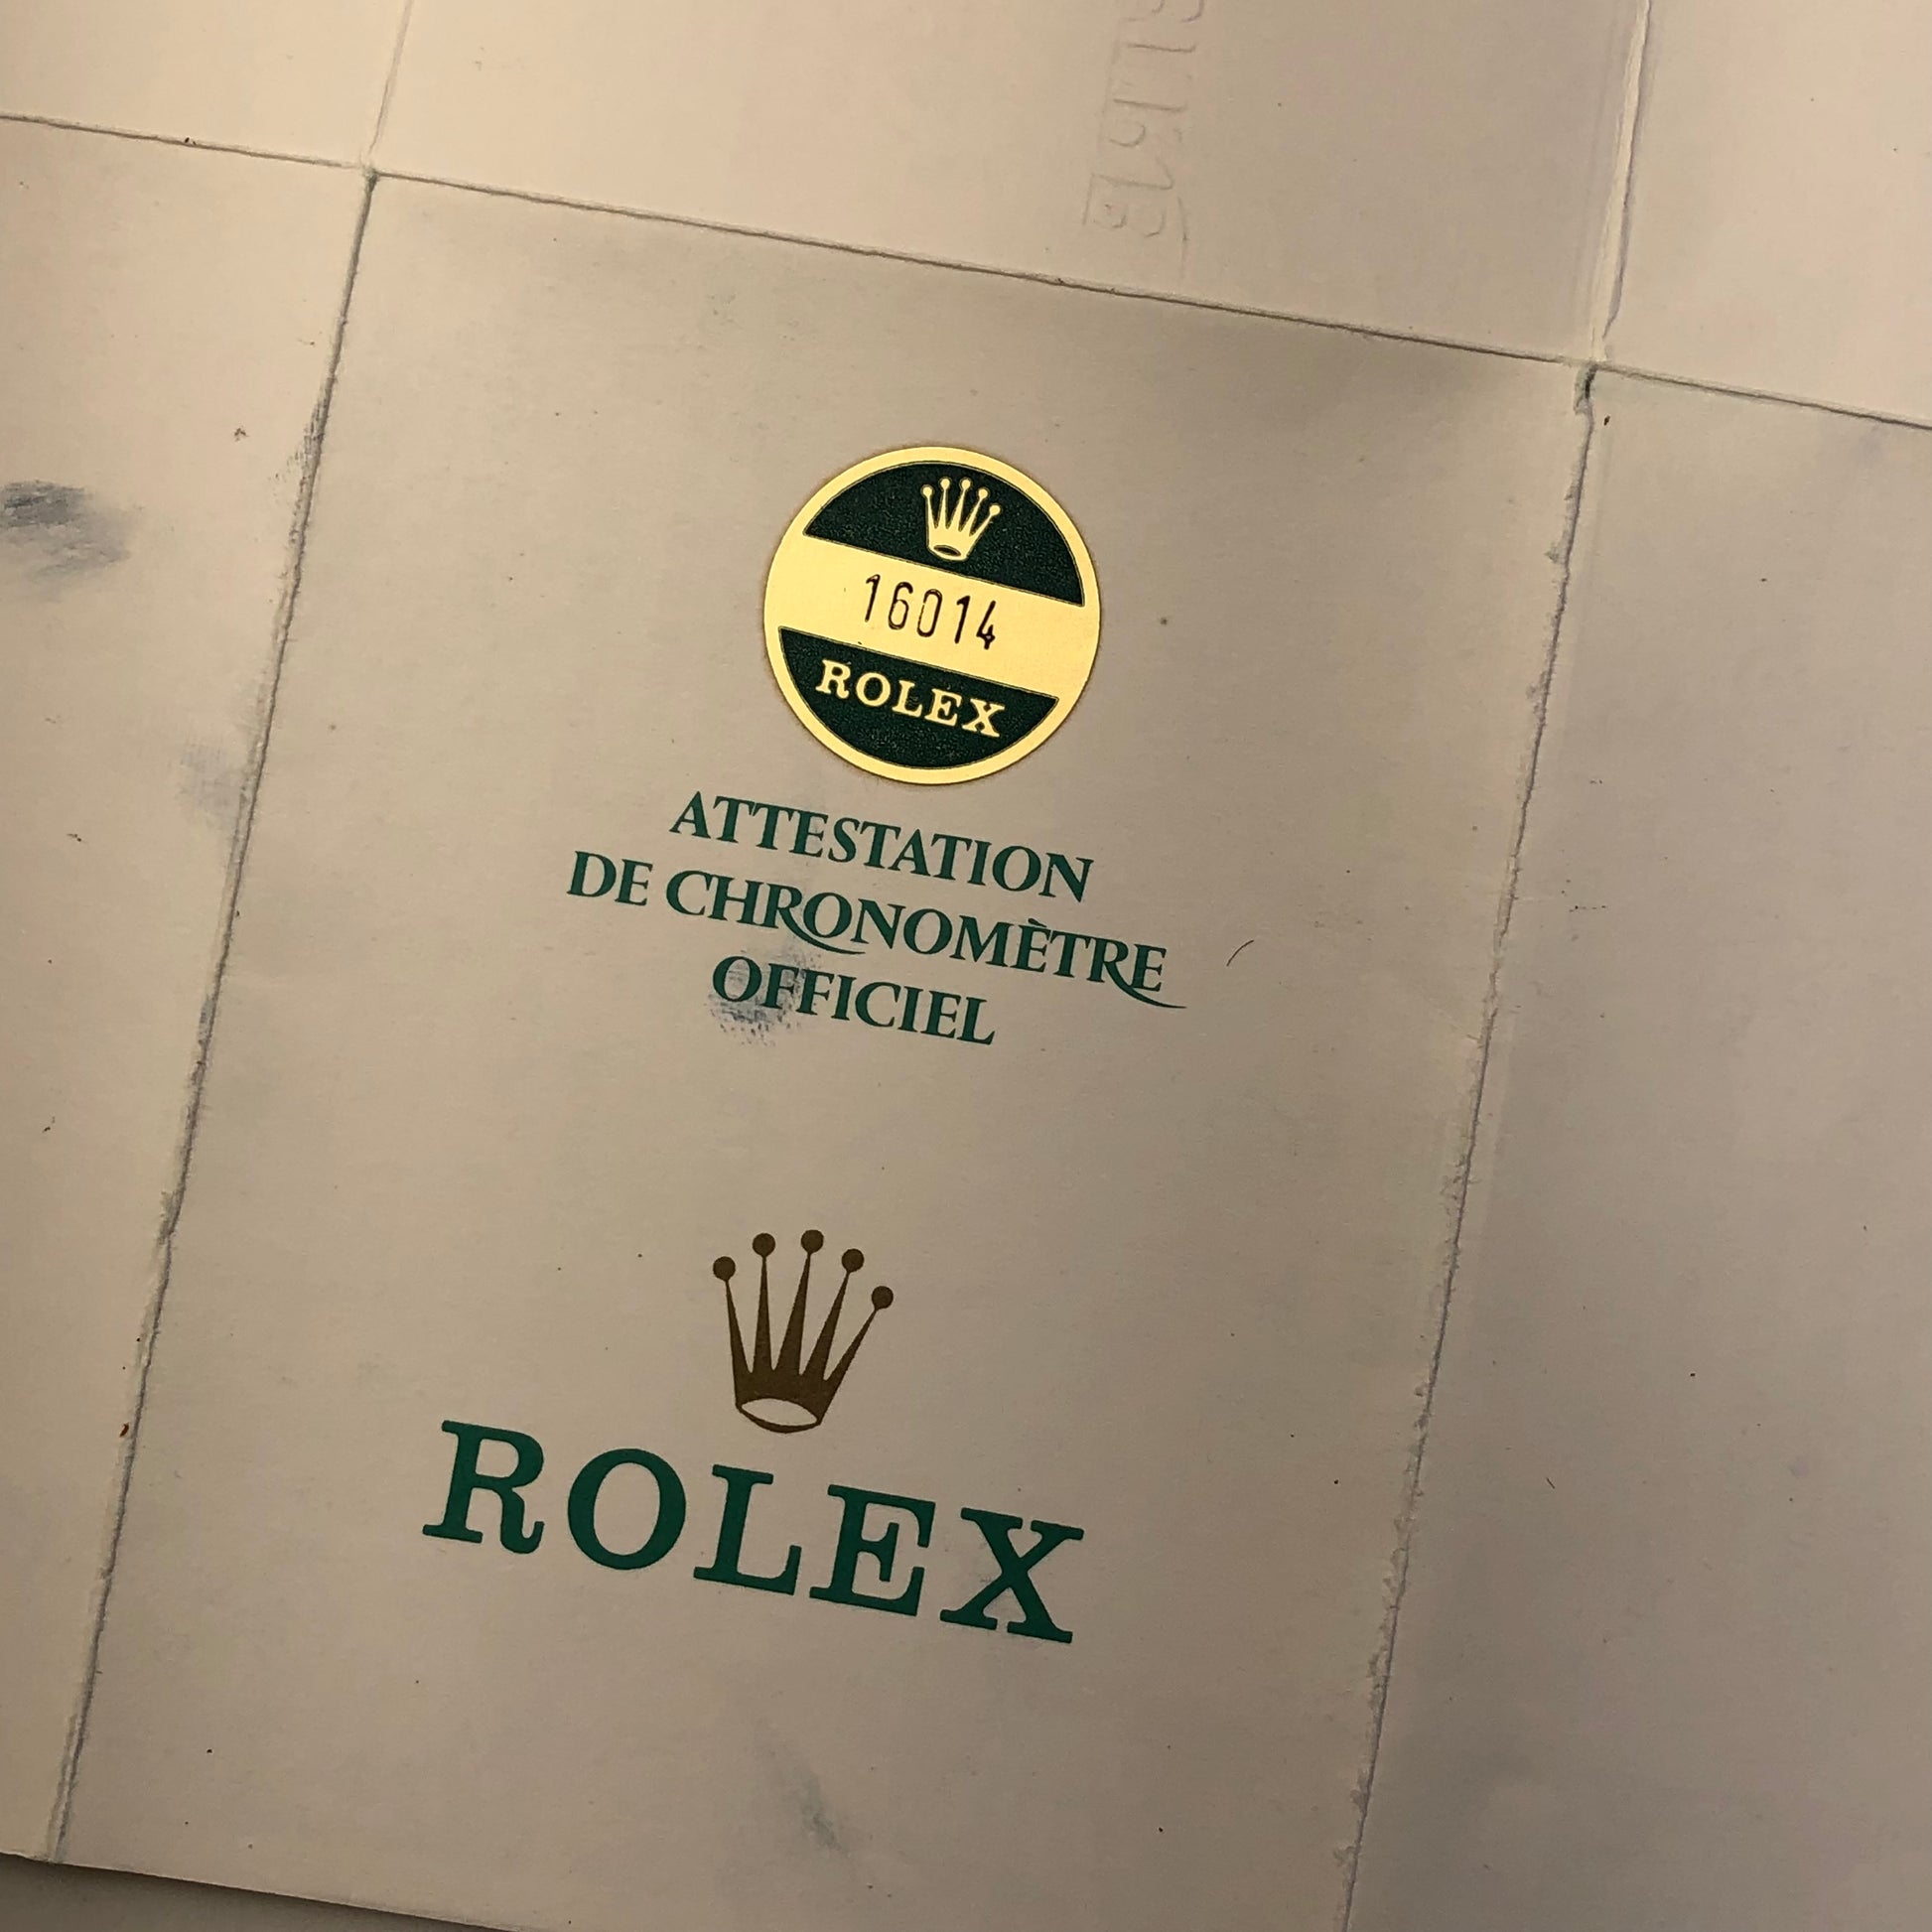 16014
ROLEX
ATTESTATION
DE CHRONOMÈTRE
OFFICIEL
ROLEX